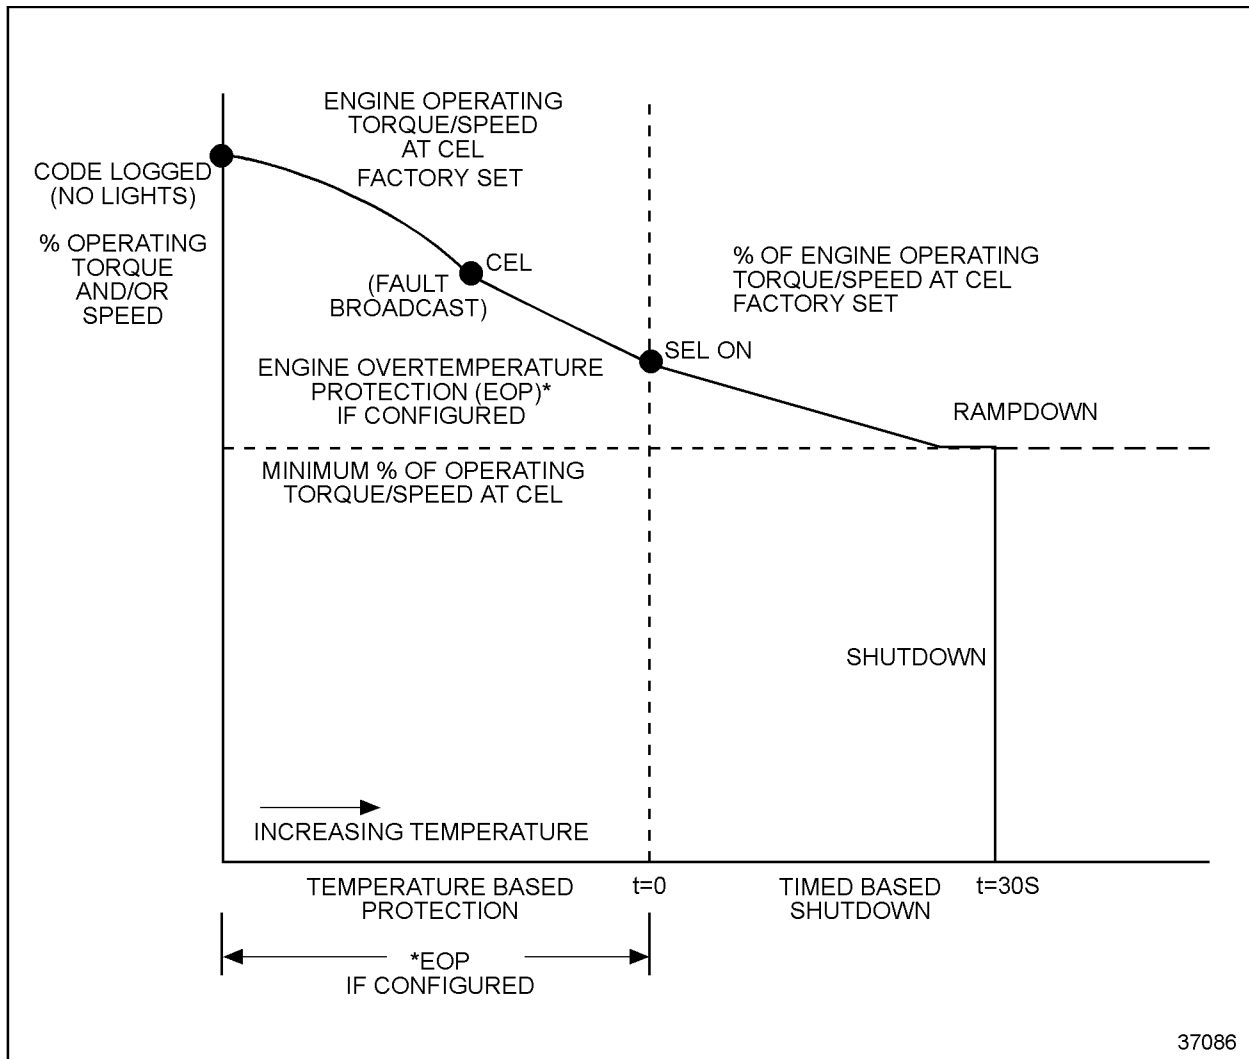 ENGINE OPERATING
TORQUE/SPEED
AT CEL
FACTORY SET
CODE LOGGED
(NO LIGHTS)
% OPERATING
TORQUE
AND/OR
SPEED
CEL
(FAULT
BROADCAST)
% OF ENGINE OPERATING
TORQUE/SPEED AT CEL
FACTORY SET
SEL ON
ENGINE OVERTEMPERATURE
PROTECTION (EOP)*
IF CONFIGURED
RAMPDOWN
MINIMUM % OF OPERATING
TORQUE/SPEED AT CEL
SHUTDOWN
INCREASING TEMPERATURE
TEMPERATURE BASED
PROTECTION
t=0
TIMED BASED
SHUTDOWN
t=30S
*EOP
IF CONFIGURED
37086